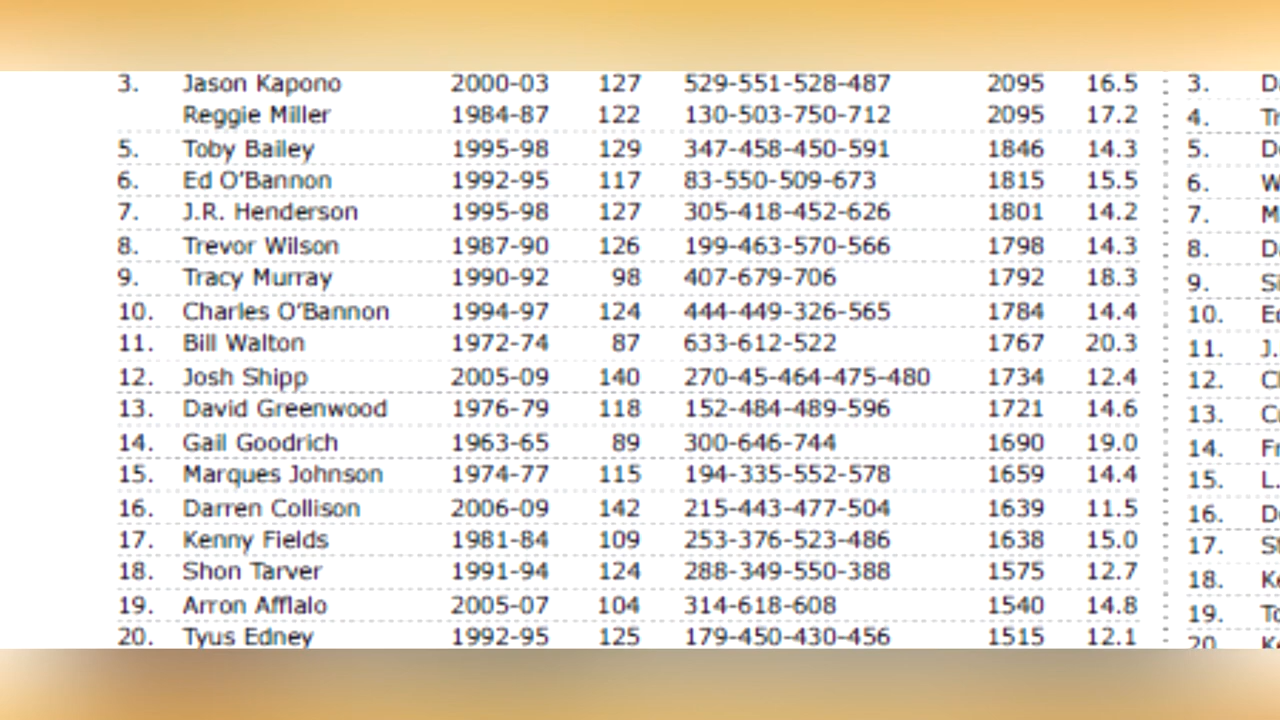 3. Jason Kapono 2000-03 127 529-551-528-487 2095 16.5 3.
Reggie Miller 1984-87 122 130-503-750-712 2095 17.2 4.
5. Toby Bailey 1995-98 129 347-458-450-591 1846 14.3 5.
6. Ed O'Bannon 1992-95 117 83-550-509-673 1815 15.5 6.
7. J.R. Henderson 1995-98 127 305-418-452-626 1801 14.2 7.
8. Trevor Wilson 1987-90 126 199-463-570-566 1798 14.3 8.
9. Tracy Murray 1990-92 98 407-679-706 1792 18.3 9.
10. Charles O'Bannon 1994-97 124 444-449-326-565 1784 14.4 10.
11. Bill Walton 1972-74 87 633-612-522 1767 20.3 11. J.
12. Josh Shipp 2005-09 140 270-45-464-475-480 1734 12.4 12.
13. David Greenwood 1976-79 118 152-484-489-596 1721 14.6 13.
14. Gail Goodrich 1963-65 89 300-646-744 1690 19.0 14.
15. Marques Johnson 1974-77 115 194-335-552-578 1659 14.4 15. L.
16. Darren Collison 2006-09 142 215-443-477-504 1639 11.5 16.
17. Kenny Fields 1981-84 109 253-376-523-486 1638 15.0 17.
18. Shon Tarver 1991-94 124 288-349-550-388 1575 12.7 18.
19. Arron Afflalo 2005-07 104 314-618-608 1540 14.8 19.
20. Tyus Edney 1992-95 125 179-450-430-456 1515 12.1 20